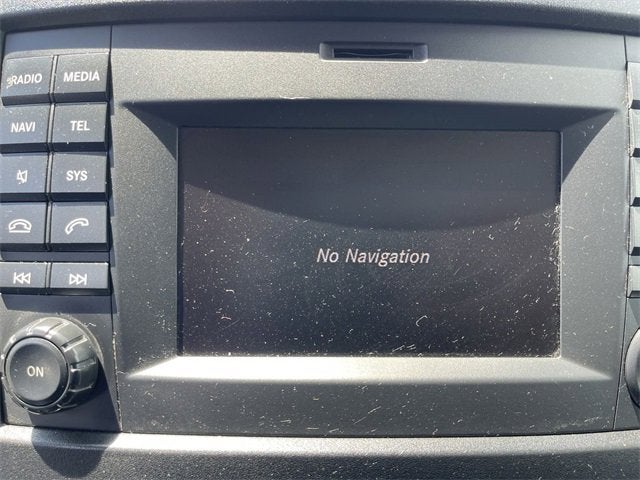 RADIO MEDIA
NAVI TEL
SYS
No Navigation
ON